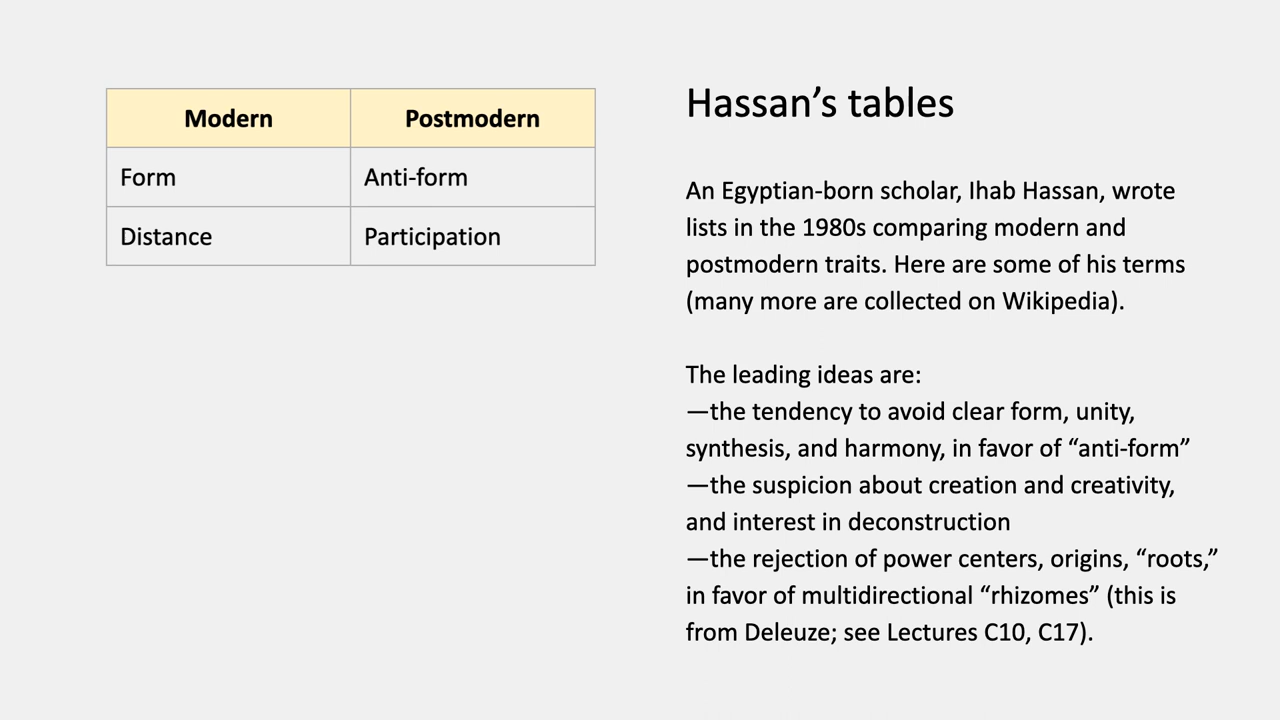 Modern Postmodern
Form Anti-form
Distance Participation
Hassan’s tables
An Egyptian-born scholar, Ihab Hassan, wrote
lists in the 1980s comparing modern and
postmodern traits. Here are some of his terms
(many more are collected on Wikipedia).
The leading ideas are:
—the tendency to avoid clear form, unity,
synthesis, and harmony, in favor of “anti-form”
—the suspicion about creation and creativity,
and interest in deconstruction
—the rejection of power centers, origins, “roots,”
in favor of multidirectional “rhizomes” (this is
from Deleuze; see Lectures C10, C17).